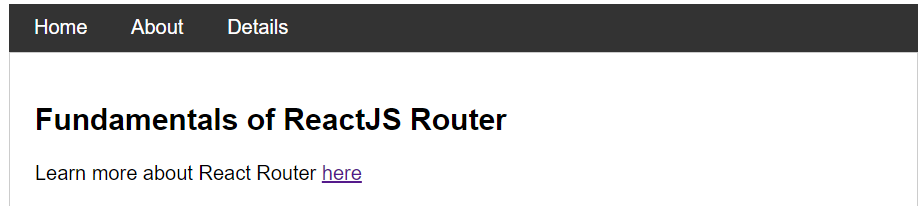 Home About Details
Fundamentals of ReactJS Router
Learn more about React Router here